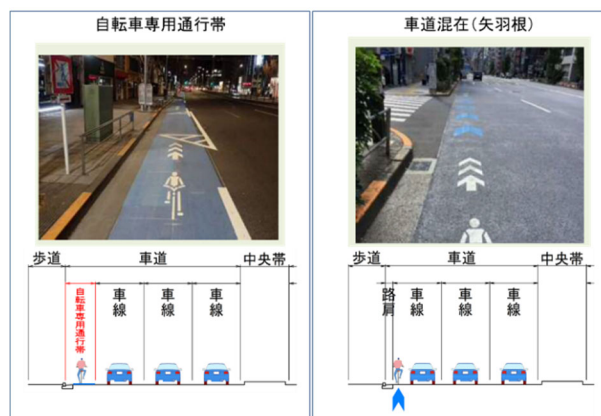 自転車専用通行帯
歩道
車道
中央帯
自転車専用通行帯
車線
車線
車線
車道混在(矢羽根)
歩道
車道
中央帯
路肩
車線
車線
車線